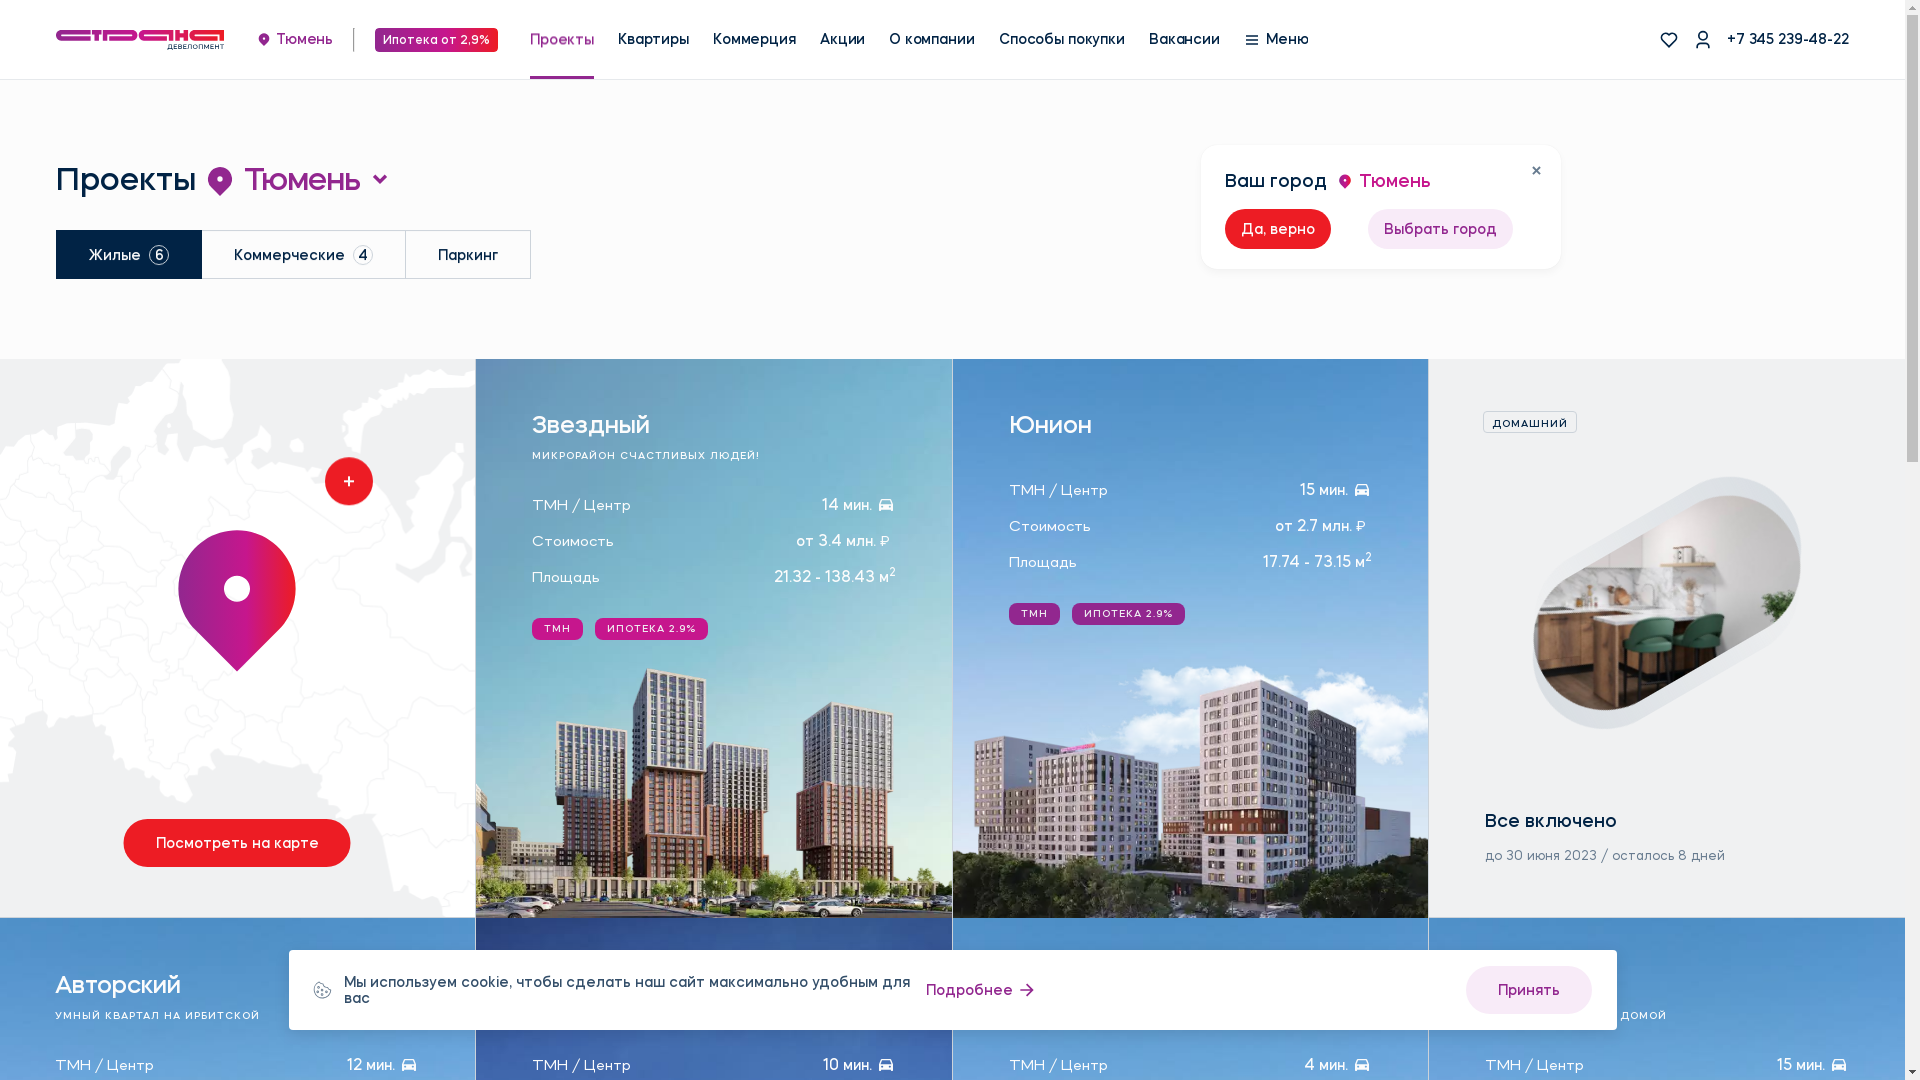 страна
ДЕВЕЛОПМЕНТ
Тюмень
Ипотека от 2,9%
Проекты
Квартиры
Коммерция
Акции
О компании
Способы покупки
Вакансии
Меню
+7 345 239-48-22
Проекты Тюмень
Ваш город Тюмень
Да, верно
Выбрать город
Жилые 6
Коммерческие 4
Паркинг
Посмотреть на карте
Звездный
МИКРОРАЙОН СЧАСТЛИВЫХ ЛЮДЕЙ!
ТМН / Центр 14 мин.
Стоимость от 3.4 млн. ₽
Площадь 21.32 - 138.43 м²
ТМН ИПОТЕКА 2.9%
Юнион
ТМН / Центр 15 мин.
Стоимость от 2.7 млн. ₽
Площадь 17.74 - 73.15 м²
ТМН ИПОТЕКА 2.9%
ДОМАШНИЙ
Все включено
до 30 июня 2023 / осталось 8 дней
Авторский
УМНЫЙ КВАРТАЛ НА ИРБИТСКОЙ
ТМН / Центр 12 мин.
ТМН / Центр 10 мин.
ТМН / Центр 4 мин.
ДОМОЙ
ТМН / Центр 15 мин.
Мы используем cookie, чтобы сделать наш сайт максимально удобным для
вас
Подробнее
Принять